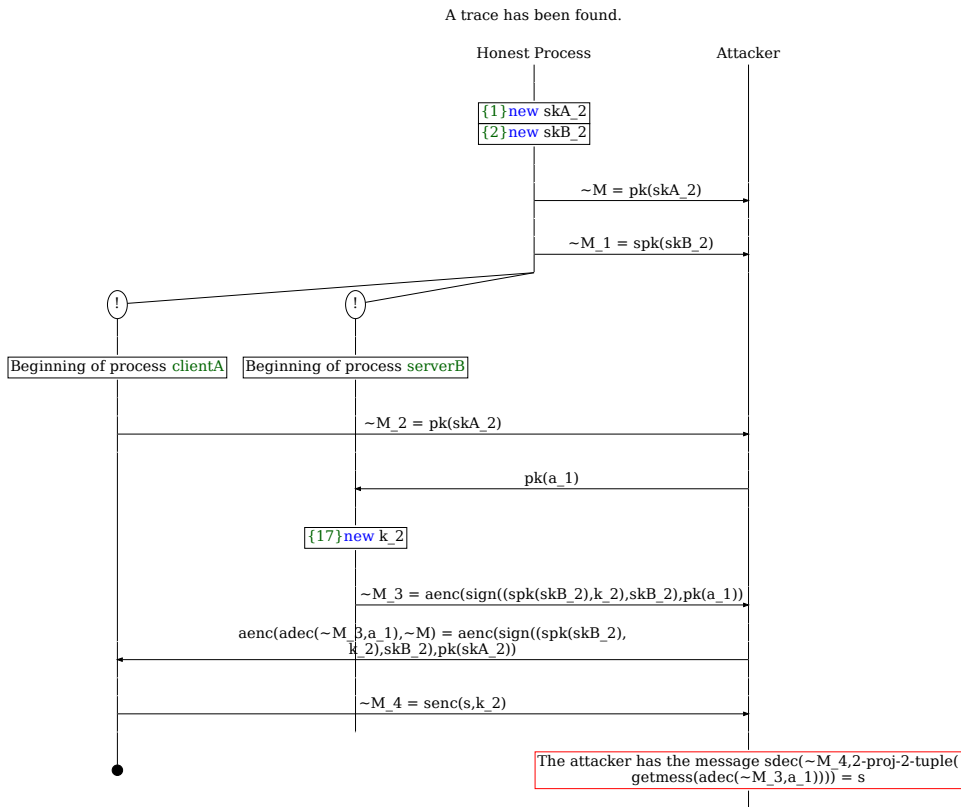 A trace has been found.
Honest Process
Attacker
{1}new skA_2
{2}new skB_2
~M = pk(skA_2)
~M_1 = spk(skB_2)
!
!
Beginning of process clientA
Beginning of process serverB
~M_2 = pk(skA_2)
pk(a_1)
{17}new k_2
~M_3 = aenc(sign((spk(skB_2),k_2),skB_2),pk(a_1))
aenc(adec(~M_3,a_1),~M) = aenc(sign((spk(skB_2),
k_2),skB_2),pk(skA_2))
~M_4 = senc(s,k_2)
The attacker has the message sdec(~M_4,2-proj-2-tuple(
getmess(adec(~M_3,a_1)))) = s